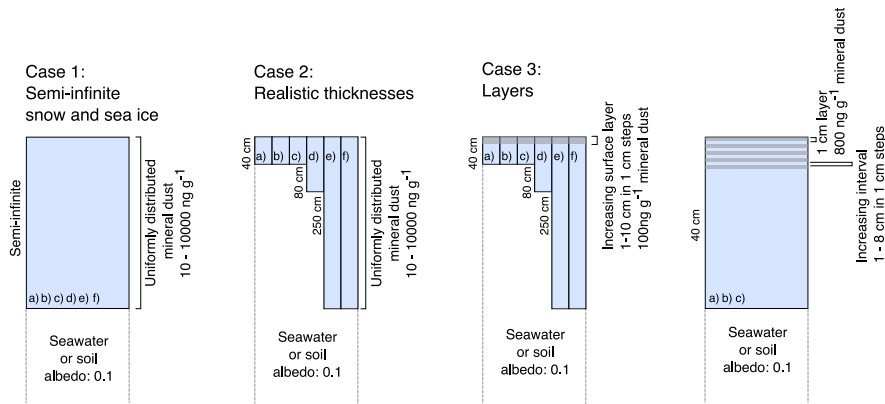 Case 1:
Semi-infinite
snow and sea ice
Semi-infinite
a) b) c) d) e) f)
Uniformly distributed
mineral dust
10 - 10000 ng g⁻¹
Seawater
or soil
albedo: 0.1
Case 2:
Realistic thicknesses
40 cm
a) b) c) d) e) f)
80 cm
250 cm
Uniformly distributed
mineral dust
10 - 10000 ng g⁻¹
Seawater
or soil
albedo: 0.1
Case 3:
Layers
40 cm
a) b) c) d) e) f)
80 cm
250 cm
Increasing surface layer
1-10 cm in 1 cm steps
100ng g⁻¹ mineral dust
Seawater
or soil
albedo: 0.1
40 cm
a) b) c)
1 cm layer
800 ng g⁻¹ mineral dust
Increasing interval
1 - 8 cm in 1 cm steps
Seawater
or soil
albedo: 0.1